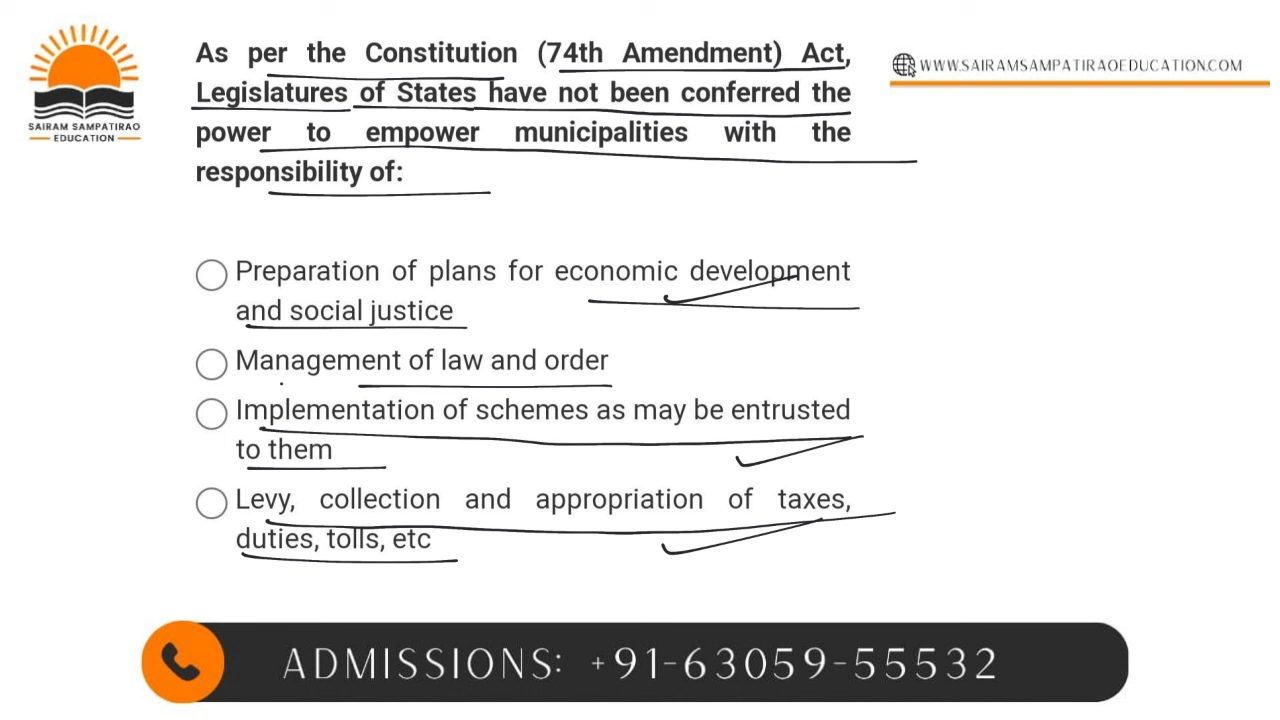 As per the Constitution (74th Amendment) Act,
Legislatures of States have not been conferred the
power to empower municipalities with the
responsibility of:
WWW.SAIRAMSAMPATIRAOEDUCATION.COM
SAIRAM SAMPATIRAO
EDUCATION
Preparation of plans for economic development
and social justice
Management of law and order
Implementation of schemes as may be entrusted
to them
Levy, collection and appropriation of taxes,
duties, tolls, etc
ADMISSIONS: +91-63059-55532